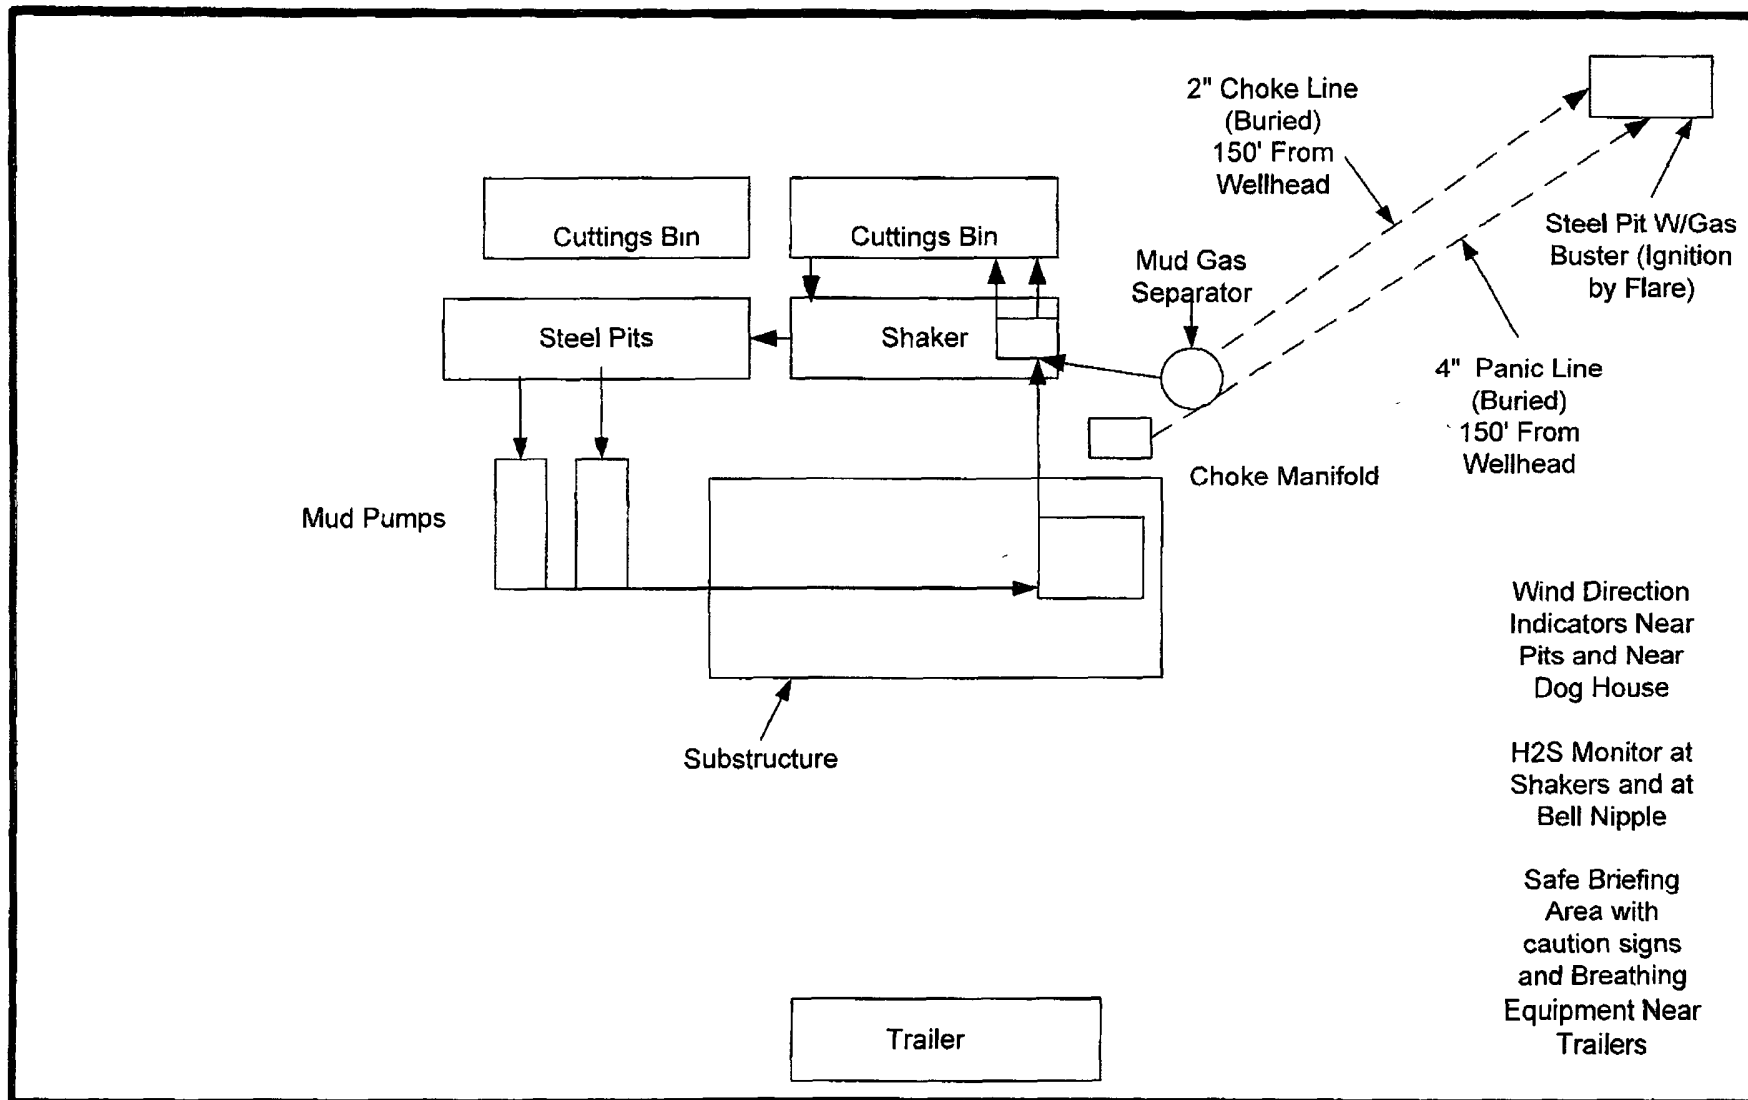 2" Choke Line
(Buried)
150' From
Wellhead
Cuttings Bin
Cuttings Bin
Steel Pit W/Gas
Buster (Ignition
by Flare)
Mud Gas
Separator
Steel Pits
Shaker
4" Panic Line
(Buried)
150' From
Wellhead
Choke Manifold
Mud Pumps
Wind Direction
Indicators Near
Pits and Near
Dog House
Substructure
H2S Monitor at
Shakers and at
Bell Nipple
Safe Briefing
Area with
caution signs
and Breathing
Equipment Near
Trailers
Trailer